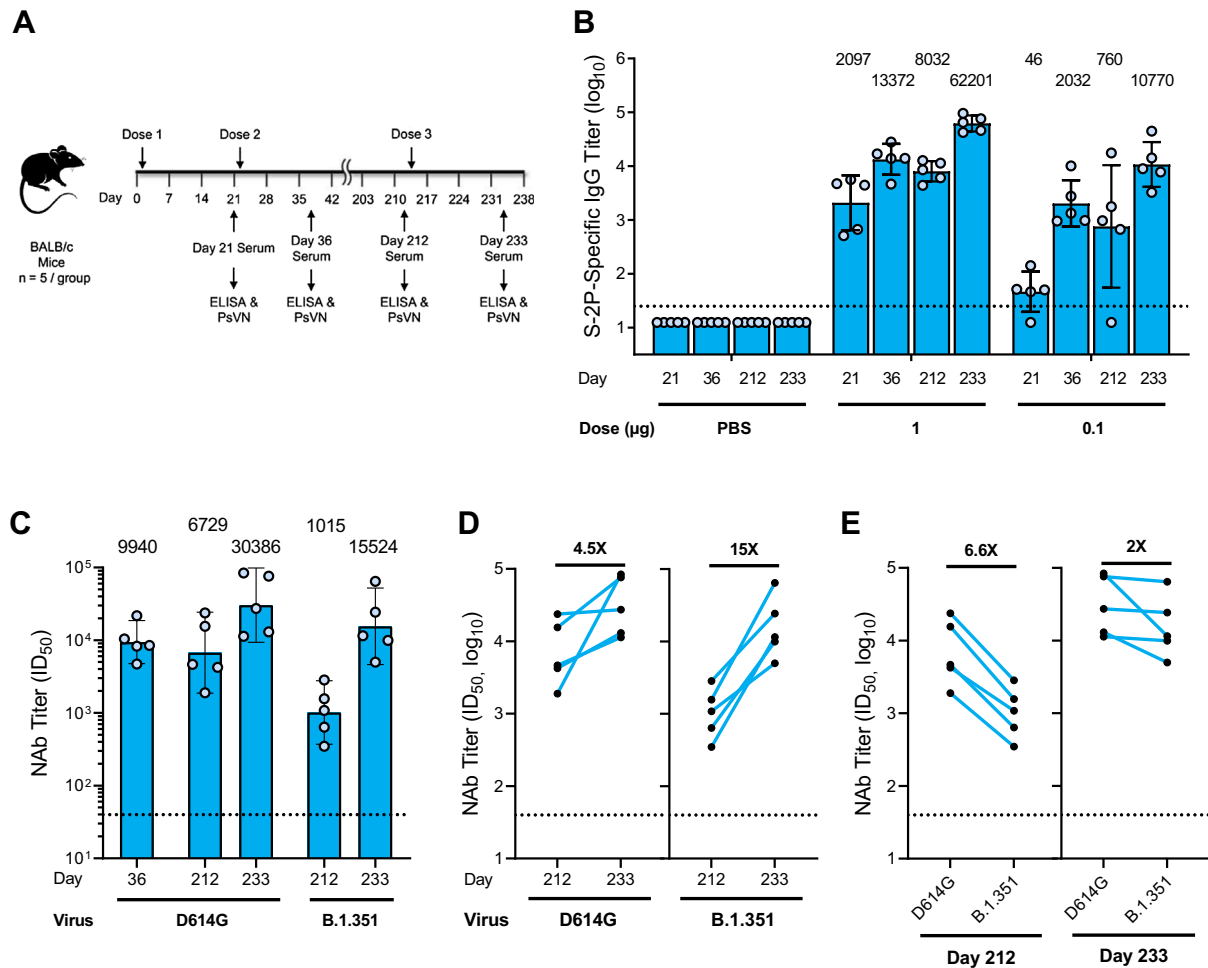 A
Dose 1
Dose 2
Dose 3
Day
0
7
14
21
28
35
42
203
210
217
224
231
238
BALB/c
Mice
n = 5 / group
Day 21 Serum
Day 36
Serum
Day 212
Serum
Day 233
Serum
ELISA &
PsVN
ELISA &
PsVN
ELISA &
PsVN
ELISA &
PsVN
B
S-2P-Specific IgG Titer (log10)
6
5
4
3
2
1
2097
13372
8032
62201
46
2032
760
10770
Day
21
36
212
233
21
36
212
233
21
36
212
233
Dose (µg)
PBS
1
0.1
C
NAb Titer (ID50)
10^5
10^4
10^3
10^2
10^1
9940
6729
30386
1015
15524
Day
36
212
233
212
233
Virus
D614G
B.1.351
D
NAb Titer (ID50, log10)
5
4
3
2
1
4.5X
15X
Day
212
233
212
233
Virus
D614G
B.1.351
E
NAb Titer (ID50, log10)
5
4
3
2
1
6.6X
2X
D614G
B.1.351
D614G
B.1.351
Day 212
Day 233